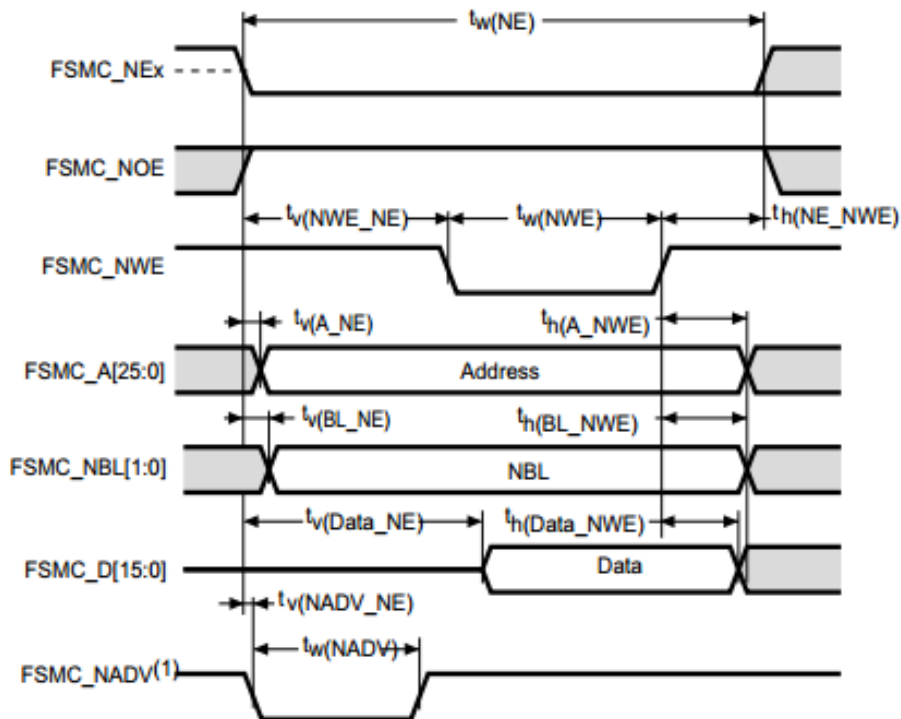 tw(NE)
FSMC_NEx
FSMC_NOE
tv(NWE_NE)
tw(NWE)
th(NE_NWE)
FSMC_NWE
tv(A_NE)
th(A_NWE)
FSMC_A[25:0]
Address
tv(BL_NE)
th(BL_NWE)
FSMC_NBL[1:0]
NBL
tv(Data_NE)
th(Data_NWE)
FSMC_D[15:0]
Data
tv(NADV_NE)
tw(NADV)
FSMC_NADV(1)